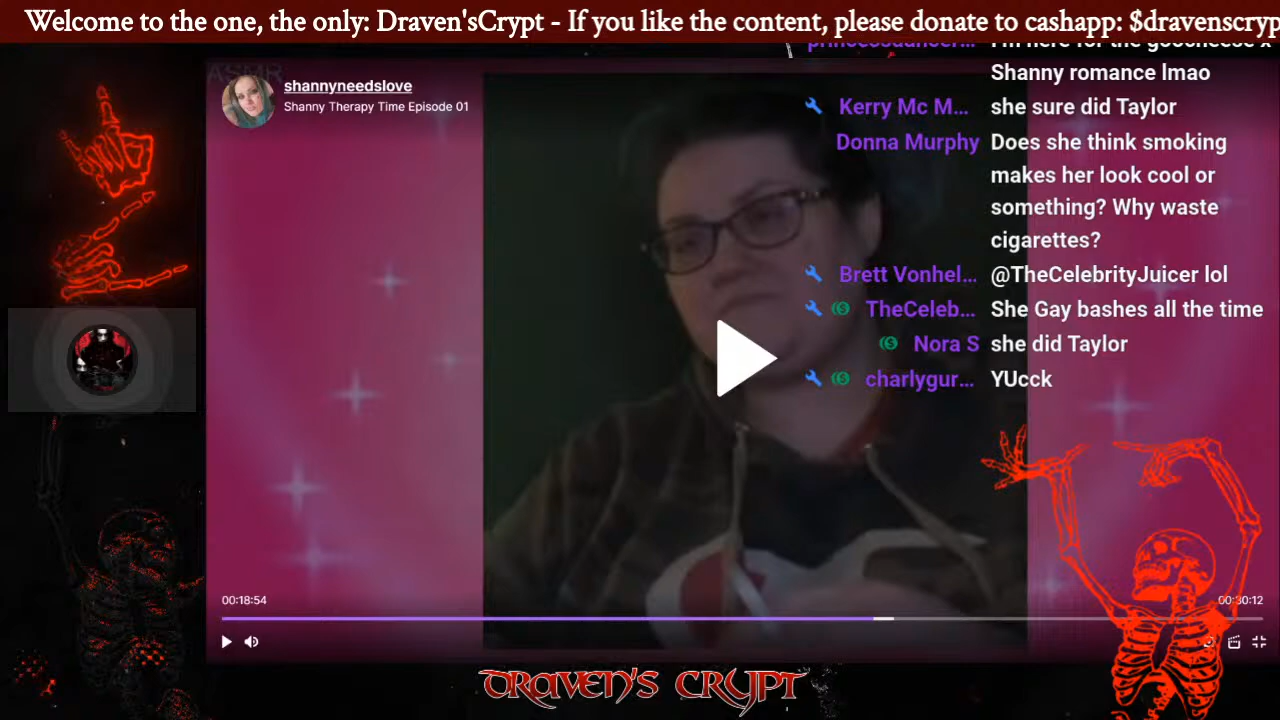 Welcome to the one, the only: Draven'sCrypt - If you like the content, please donate to cashapp: $dravenscryp
ASMR
shannyneedslove
Shanny Therapy Time Episode 01
I'm here for the goosneese x
Shanny romance lmao
Kerry Mc M... she sure did Taylor
Donna Murphy Does she think smoking
makes her look cool or
something? Why waste
cigarettes?
Brett Vonhel... @TheCelebrityJuicer lol
TheCeleb... She Gay bashes all the time
Nora S she did Taylor
charlygur... YUcck
00:18:54
00:30:12
DRAVEN'S CRYPT